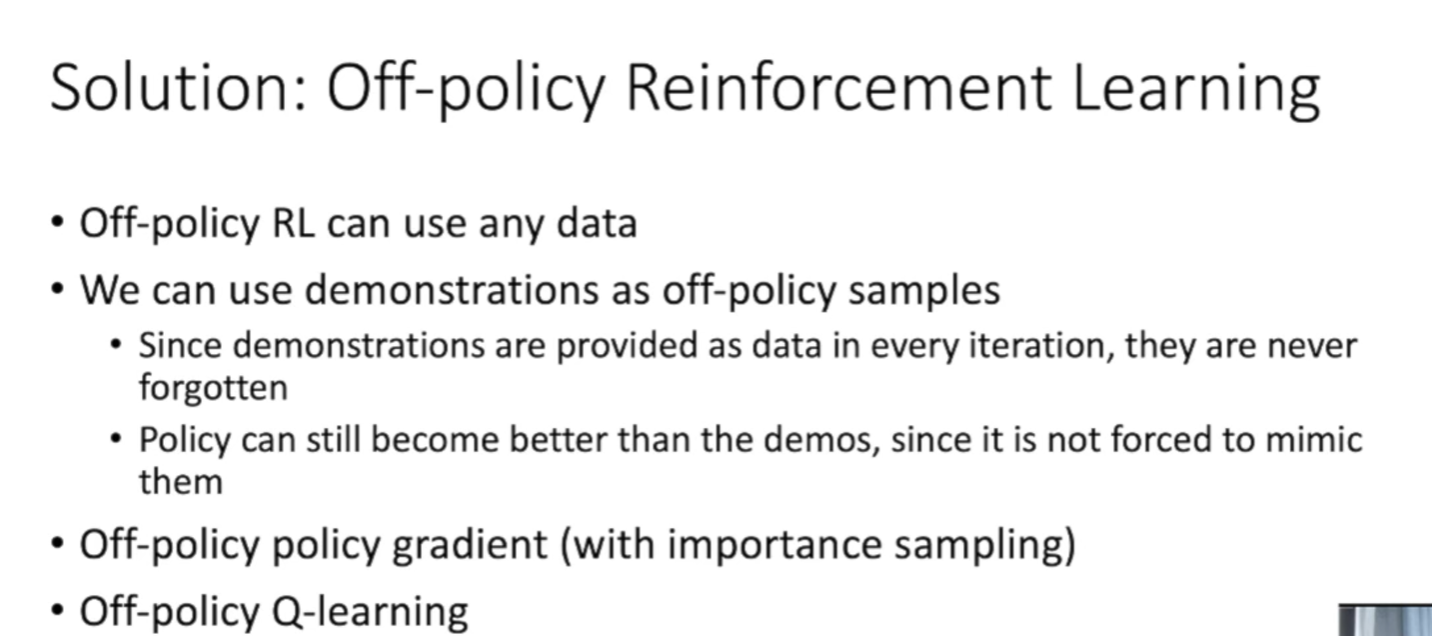 Solution: Off-policy Reinforcement Learning
• Off-policy RL can use any data
• We can use demonstrations as off-policy samples
• Since demonstrations are provided as data in every iteration, they are never
forgotten
• Policy can still become better than the demos, since it is not forced to mimic
them
• Off-policy policy gradient (with importance sampling)
• Off-policy Q-learning